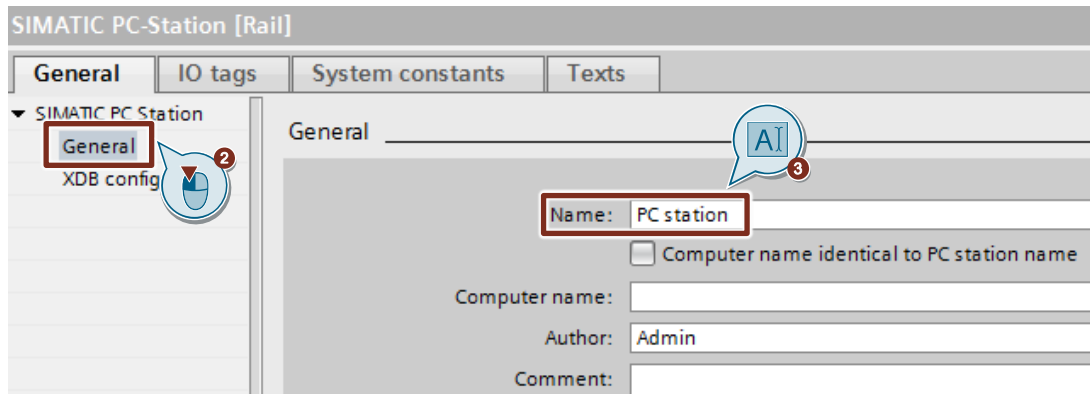 SIMATIC PC-Station [Rail]
General IO tags System constants Texts
SIMATIC PC Station
General
General
2
AI
3
XDB config
Name: PC station
Computer name identical to PC station name
Computer name:
Author: Admin
Comment: